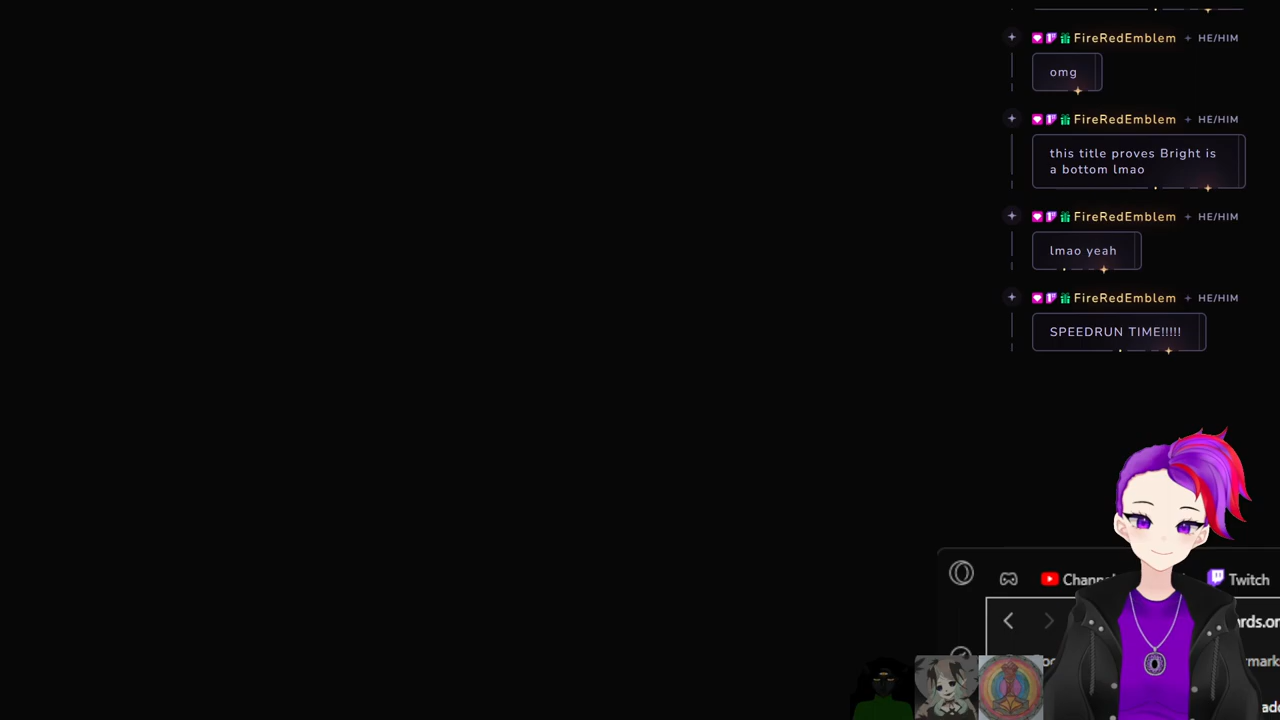 FireRedEmblem HE/HIM
omg
FireRedEmblem HE/HIM
this title proves Bright is
a bottom lmao
FireRedEmblem HE/HIM
lmao yeah
FireRedEmblem HE/HIM
SPEEDRUN TIME!!!!!
Twitch